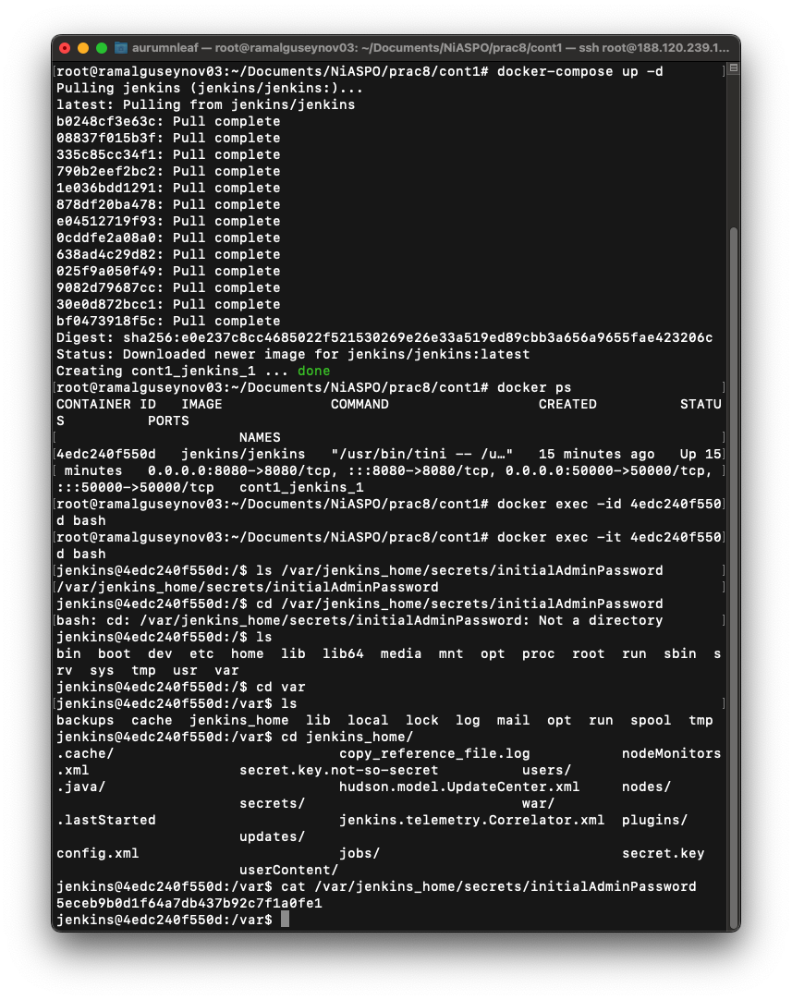 aurumnleaf — root@ramalguseynov03: ~/Documents/NiASPO/prac8/cont1 — ssh root@188.120.239.1...
[root@ramalguseynov03:~/Documents/NiASPO/prac8/cont1# docker-compose up -d ]
Pulling jenkins (jenkins/jenkins:)...
latest: Pulling from jenkins/jenkins
b0248cf3e63c: Pull complete
08837f015b3f: Pull complete
335c85cc34f1: Pull complete
790b2eef2bc2: Pull complete
1e036bdd1291: Pull complete
878df20ba478: Pull complete
e04512719f93: Pull complete
0cddfe2a08a0: Pull complete
638ad4c29d82: Pull complete
025f9a050f49: Pull complete
9082d79687cc: Pull complete
30e0d872bcc1: Pull complete
bf0473918f5c: Pull complete
Digest: sha256:e0e237c8cc4685022f521530269e26e33a519ed89cbb3a656a9655fae423206c
Status: Downloaded newer image for jenkins/jenkins:latest
Creating cont1_jenkins_1 ... done
[root@ramalguseynov03:~/Documents/NiASPO/prac8/cont1# docker ps ]
CONTAINER ID   IMAGE             COMMAND                  CREATED          STATU
S          PORTS
[                      NAMES ]
[4edc240f550d   jenkins/jenkins   "/usr/bin/tini -- /u…"   15 minutes ago   Up 15]
[ minutes   0.0.0.0:8080->8080/tcp, :::8080->8080/tcp, 0.0.0.0:50000->50000/tcp, ]
:::50000->50000/tcp   cont1_jenkins_1
[root@ramalguseynov03:~/Documents/NiASPO/prac8/cont1# docker exec -id 4edc240f550]
d bash
[root@ramalguseynov03:~/Documents/NiASPO/prac8/cont1# docker exec -it 4edc240f550]
d bash
[jenkins@4edc240f550d:/$ ls /var/jenkins_home/secrets/initialAdminPassword ]
[/var/jenkins_home/secrets/initialAdminPassword ]
jenkins@4edc240f550d:/$ cd /var/jenkins_home/secrets/initialAdminPassword
[bash: cd: /var/jenkins_home/secrets/initialAdminPassword: Not a directory ]
jenkins@4edc240f550d:/$ ls
bin  boot  dev  etc  home  lib  lib64  media  mnt  opt  proc  root  run  sbin  s
rv  sys  tmp  usr  var
jenkins@4edc240f550d:/$ cd var
[jenkins@4edc240f550d:/var$ ls ]
backups  cache  jenkins_home  lib  local  lock  log  mail  opt  run  spool  tmp
jenkins@4edc240f550d:/var$ cd jenkins_home/
.cache/                           copy_reference_file.log           nodeMonitors
.xml                  secret.key.not-so-secret          users/
.java/                            hudson.model.UpdateCenter.xml     nodes/
                      secrets/                          war/
.lastStarted                      jenkins.telemetry.Correlator.xml  plugins/
                      updates/
config.xml                        jobs/                             secret.key
                      userContent/
jenkins@4edc240f550d:/var$ cat /var/jenkins_home/secrets/initialAdminPassword
5eceb9b0d1f64a7db437b92c7f1a0fe1
jenkins@4edc240f550d:/var$